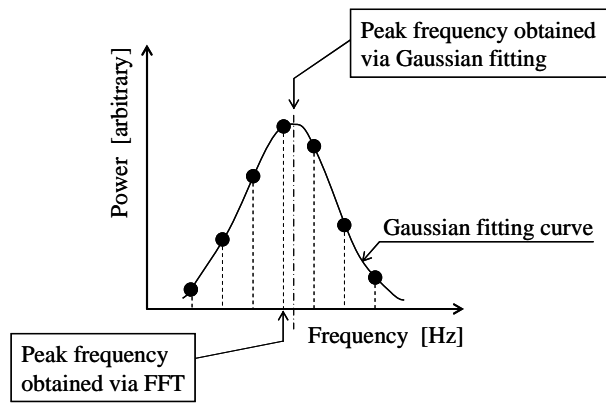 Peak frequency obtained
via Gaussian fitting
Power [arbitrary]
Gaussian fitting curve
Frequency [Hz]
Peak frequency
obtained via FFT